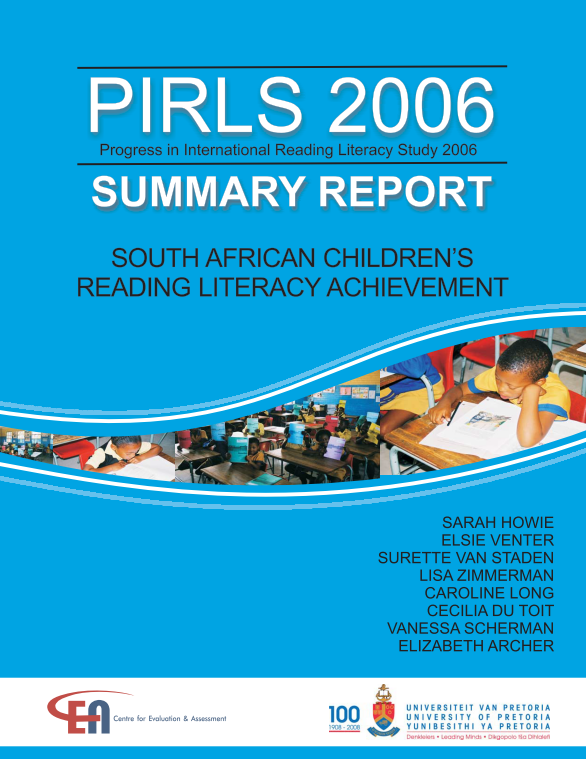 PIRLS 2006
Progress in International Reading Literacy Study 2006
SUMMARY REPORT
SOUTH AFRICAN CHILDREN'S
READING LITERACY ACHIEVEMENT
SARAH HOWIE
ELSIE VENTER
SURETTE VAN STADEN
LISA ZIMMERMAN
CAROLINE LONG
CECILIA DU TOIT
VANESSA SCHERMAN
ELIZABETH ARCHER
CEA Centre for Evaluation & Assessment
100
1908 - 2008
UNIVERSITEIT VAN PRETORIA
UNIVERSITY OF PRETORIA
YUNIBESITHI YA PRETORIA
Denkleiers • Leading Minds • Dikgopolo tša Dihlalefi